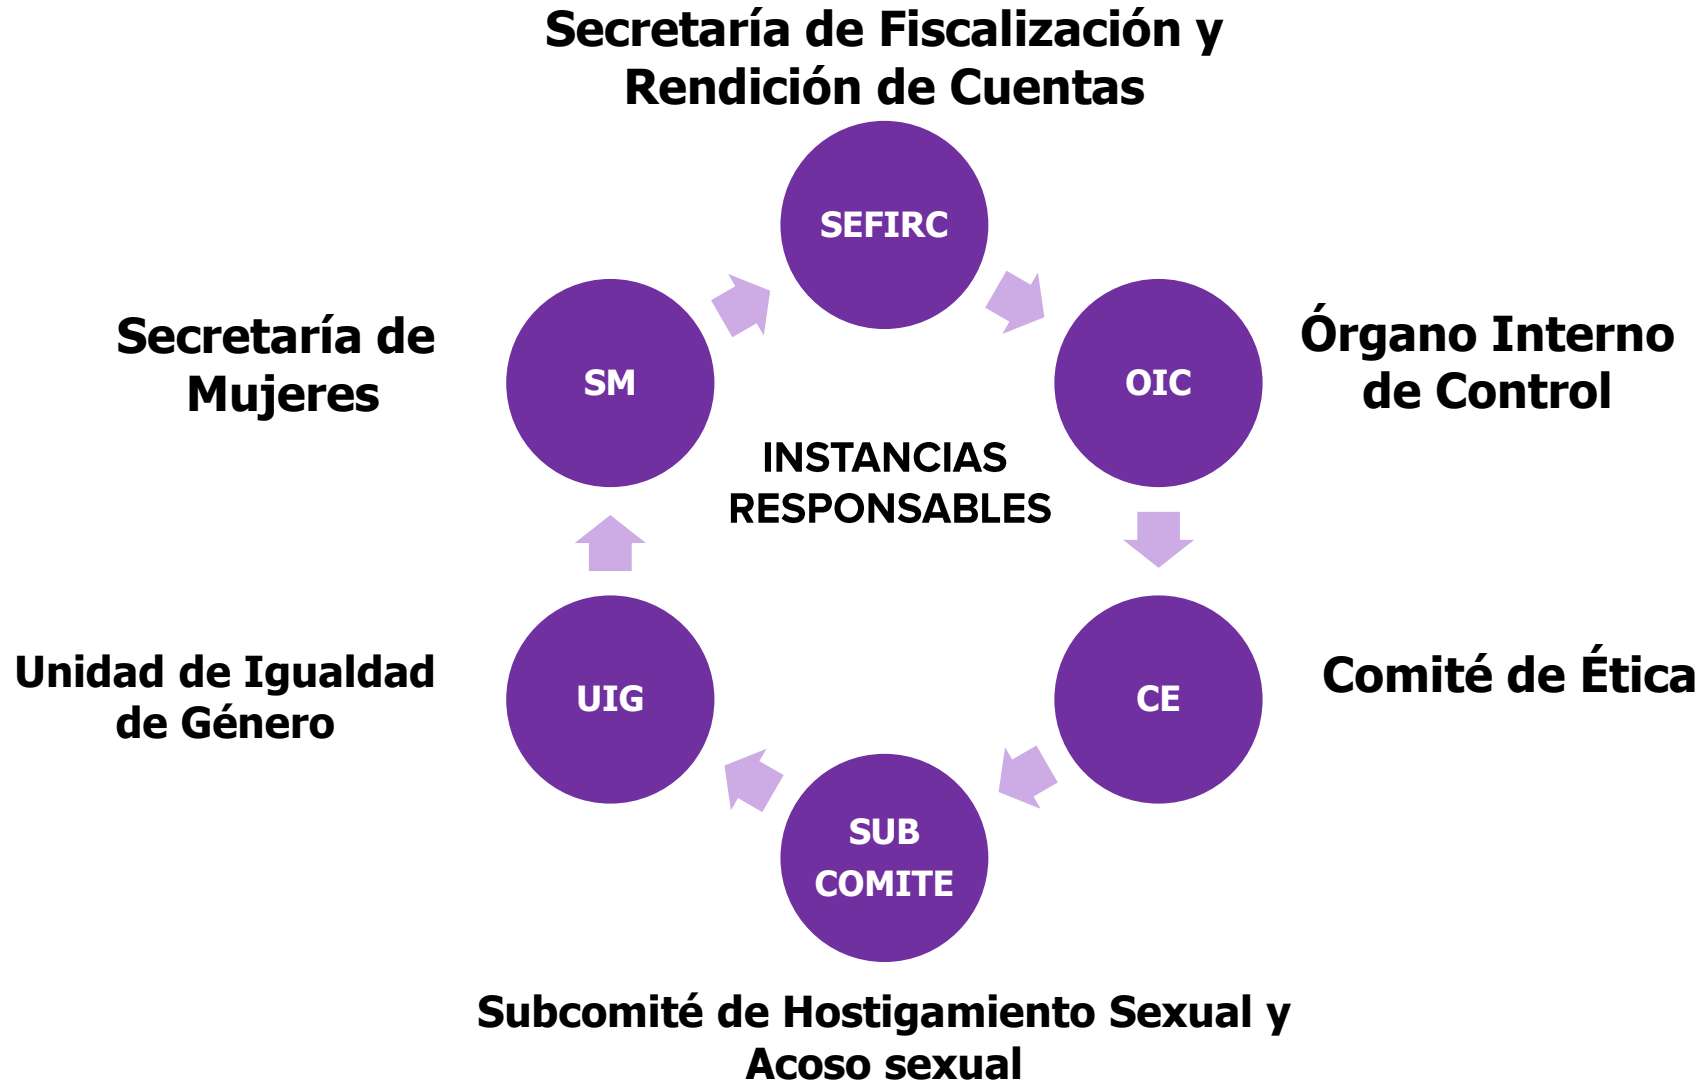 Secretaría de Fiscalización y
Rendición de Cuentas
SEFIRC
Secretaría de
Mujeres
SM
OIC
Órgano Interno
de Control
INSTANCIAS
RESPONSABLES
Unidad de Igualdad
de Género
UIG
CE
Comité de Ética
SUB
COMITE
Subcomité de Hostigamiento Sexual y
Acoso sexual